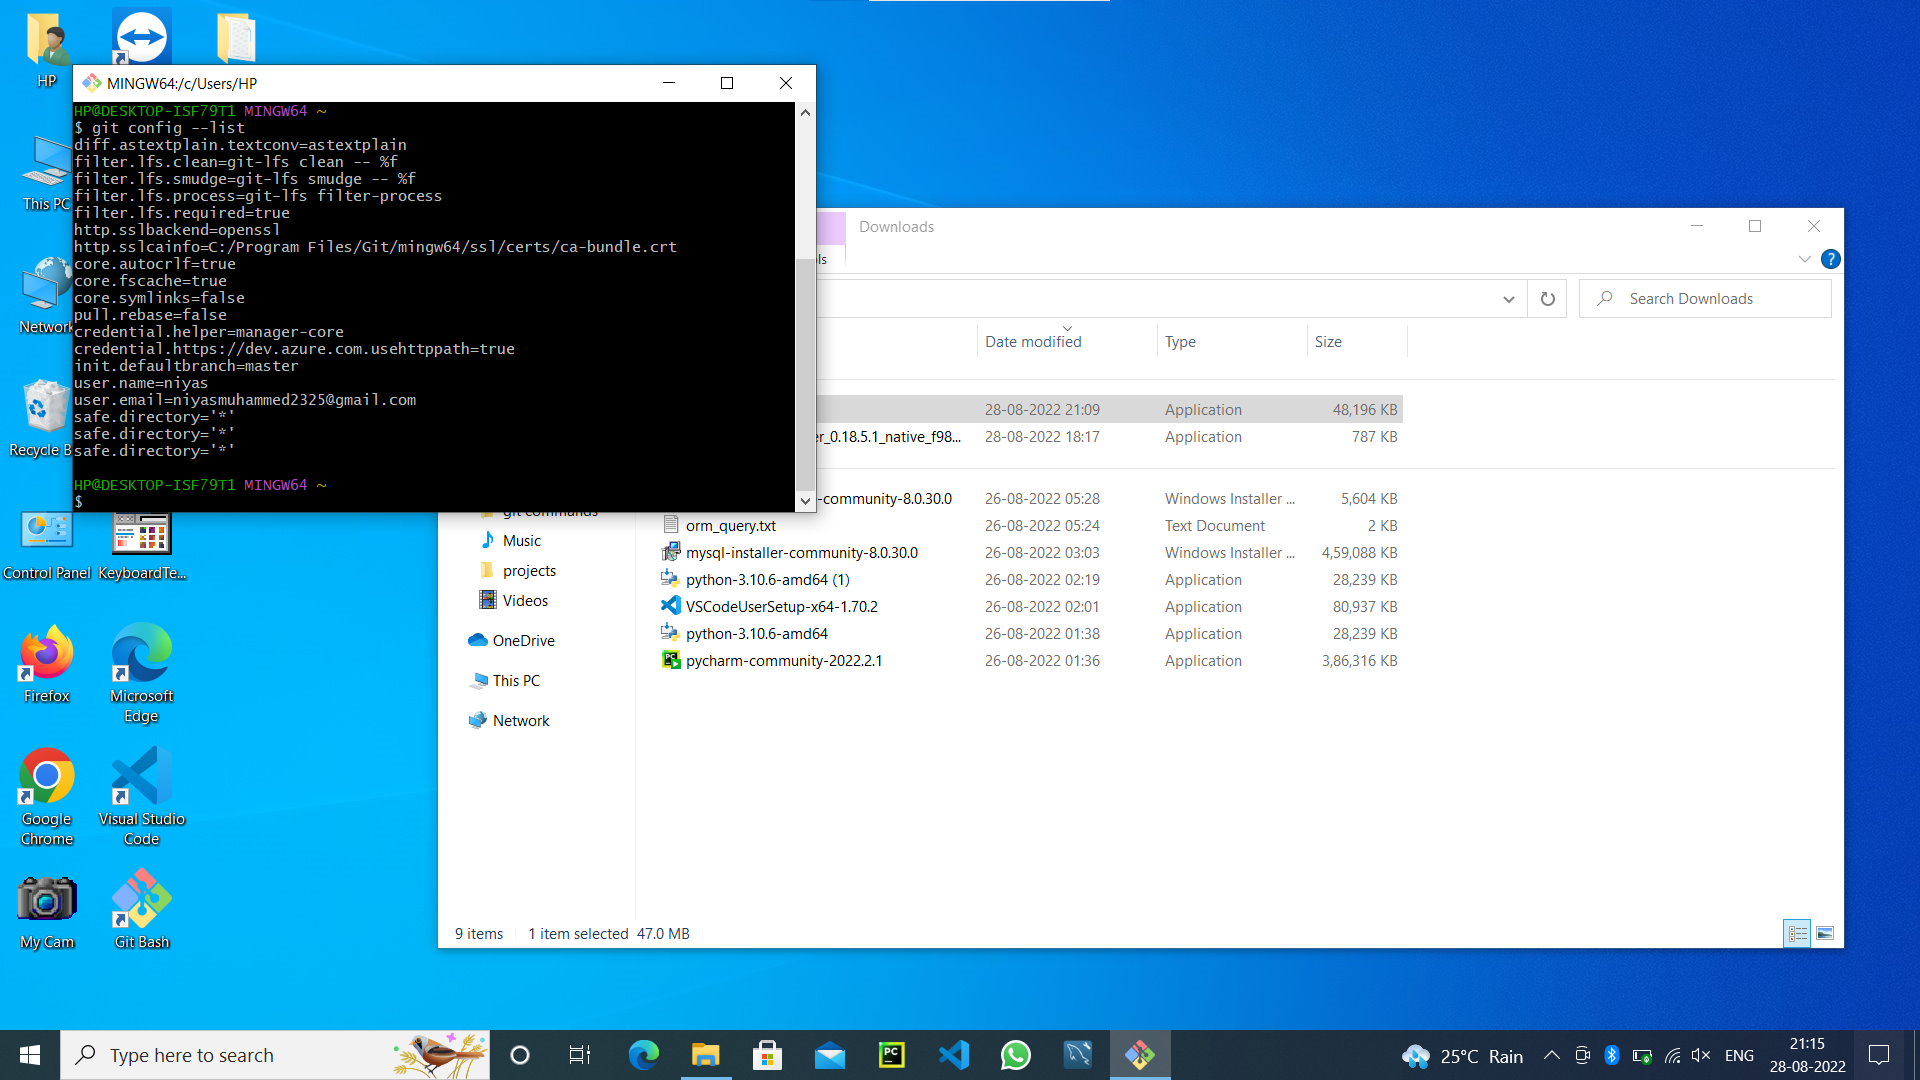 HP
MINGW64:/c/Users/HP
HP@DESKTOP-ISF79T1 MINGW64 ~
$ git config --list
diff.astextplain.textconv=astextplain
filter.lfs.clean=git-lfs clean -- %f
filter.lfs.smudge=git-lfs smudge -- %f
filter.lfs.process=git-lfs filter-process
filter.lfs.required=true
http.sslbackend=openssl
http.sslcainfo=C:/Program Files/Git/mingw64/ssl/certs/ca-bundle.crt
core.autocrlf=true
core.fscache=true
core.symlinks=false
pull.rebase=false
credential.helper=manager-core
credential.https://dev.azure.com.usehttppath=true
init.defaultbranch=master
user.name=niyas
user.email=niyasmuhammed2325@gmail.com
safe.directory='*'
safe.directory='*'
safe.directory='*'
HP@DESKTOP-ISF79T1 MINGW64 ~
$
This PC
Network
Recycle B
Control Panel
KeyboardTe...
Firefox
Microsoft Edge
Google Chrome
Visual Studio Code
My Cam
Git Bash
Downloads
ls
Search Downloads
Date modified Type Size
28-08-2022 21:09 Application 48,196 KB
er_0.18.5.1_native_f98... 28-08-2022 18:17 Application 787 KB
-community-8.0.30.0 26-08-2022 05:28 Windows Installer ... 5,604 KB
orm_query.txt 26-08-2022 05:24 Text Document 2 KB
mysql-installer-community-8.0.30.0 26-08-2022 03:03 Windows Installer ... 4,59,088 KB
python-3.10.6-amd64 (1) 26-08-2022 02:19 Application 28,239 KB
VSCodeUserSetup-x64-1.70.2 26-08-2022 02:01 Application 80,937 KB
python-3.10.6-amd64 26-08-2022 01:38 Application 28,239 KB
pycharm-community-2022.2.1 26-08-2022 01:36 Application 3,86,316 KB
git commands
Music
projects
Videos
OneDrive
This PC
Network
9 items 1 item selected 47.0 MB
Type here to search
25°C Rain
ENG
21:15
28-08-2022